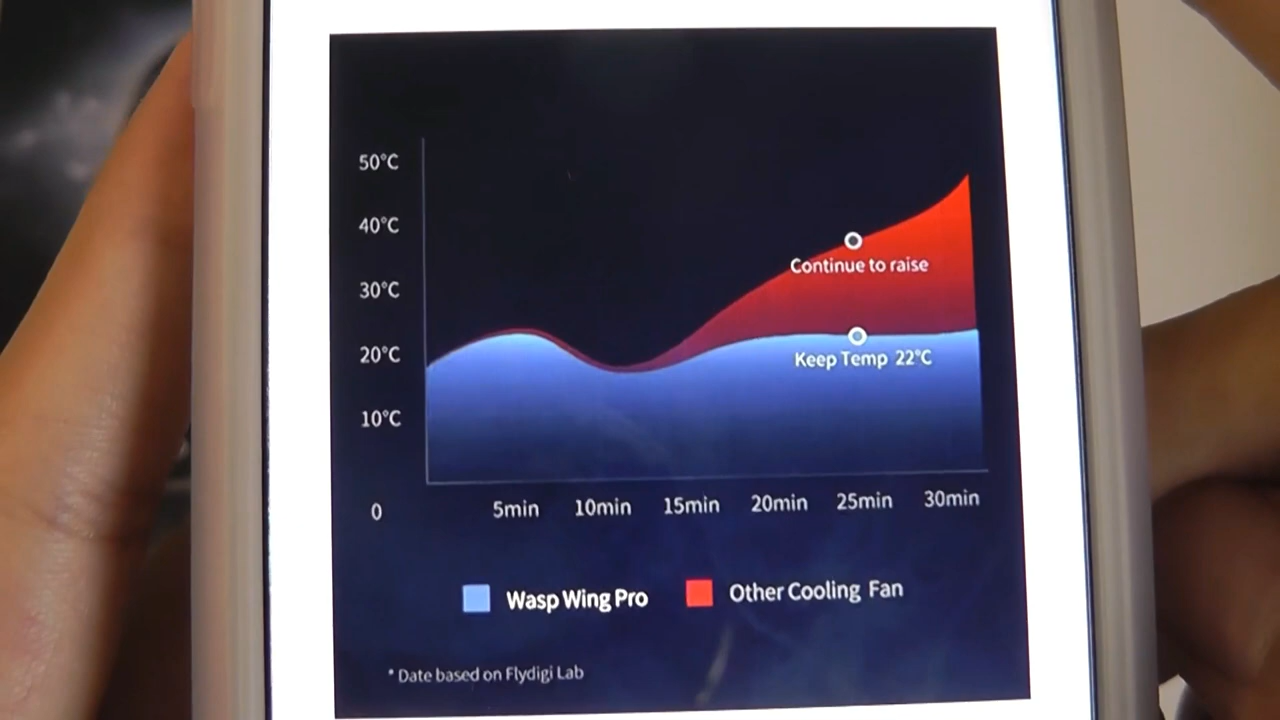 50°C
40°C
30°C
20°C
10°C
0
5min 10min 15min 20min 25min 30min
Continue to raise
Keep Temp 22°C
Wasp Wing Pro
Other Cooling Fan
* Date based on Flydigi Lab